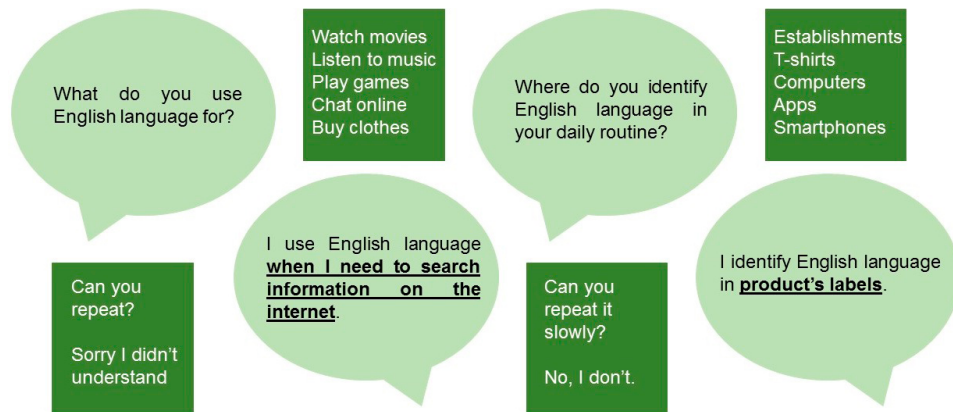 What do you use
English language for?
Watch movies
Listen to music
Play games
Chat online
Buy clothes
Where do you identify
English language in
your daily routine?
Establishments
T-shirts
Computers
Apps
Smartphones
Can you
repeat?
Sorry I didn't
understand
I use English language
when I need to search
information on the
internet.
Can you
repeat it
slowly?
No, I don't.
I identify English language
in product's labels.